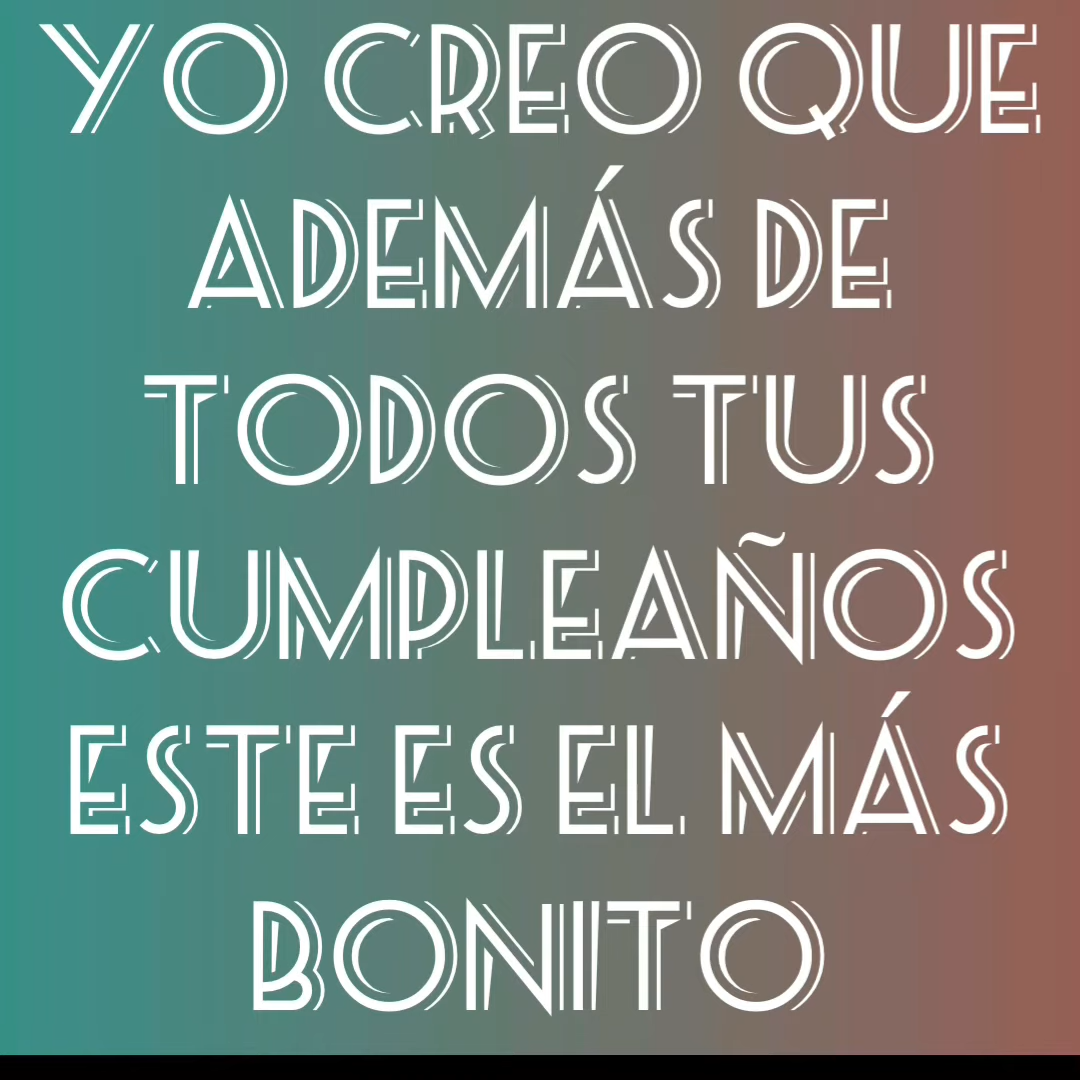 YO CREO QUE
ADEMÁS DE
TODOS TUS
CUMPLEAÑOS
ESTE ES EL MÁS
BONITO